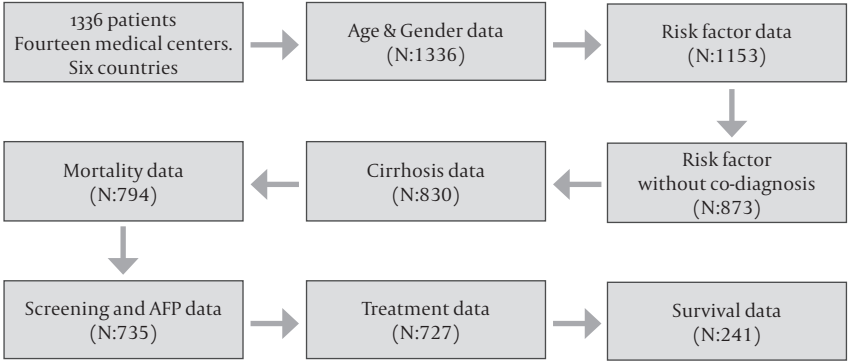 1336 patients
Fourteen medical centers.
Six countries
Age & Gender data
(N:1336)
Risk factor data
(N:1153)
Risk factor
without co-diagnosis
(N:873)
Cirrhosis data
(N:830)
Mortality data
(N:794)
Screening and AFP data
(N:735)
Treatment data
(N:727)
Survival data
(N:241)